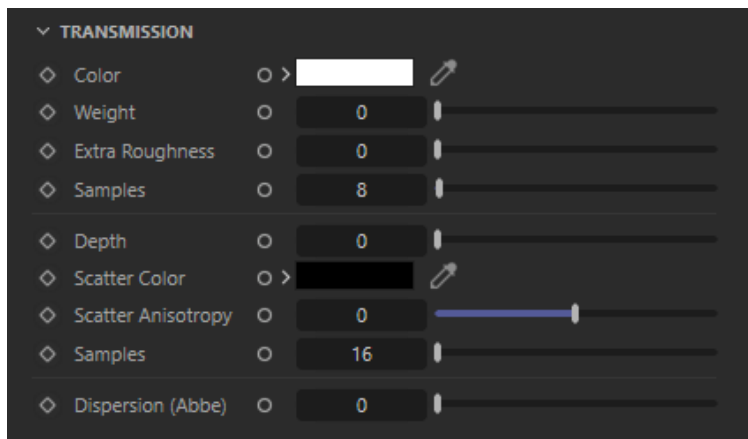 TRANSMISSION
Color
Weight 0
Extra Roughness 0
Samples 8
Depth 0
Scatter Color
Scatter Anisotropy 0
Samples 16
Dispersion (Abbe) 0